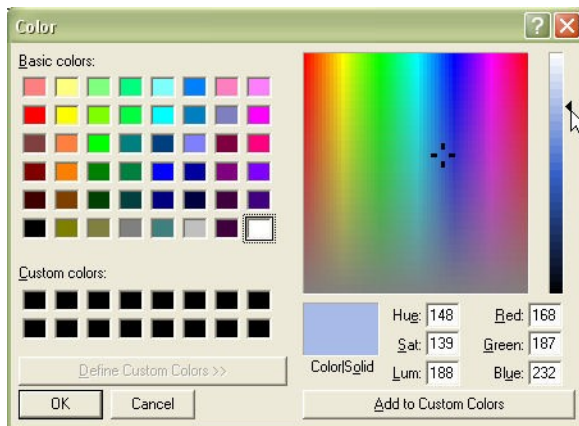 Color
Basic colors:
Custom colors:
Define Custom Colors >>
OK Cancel
Color|Solid
Hue: 148 Red: 168
Sat: 139 Green: 187
Lum: 188 Blue: 232
Add to Custom Colors